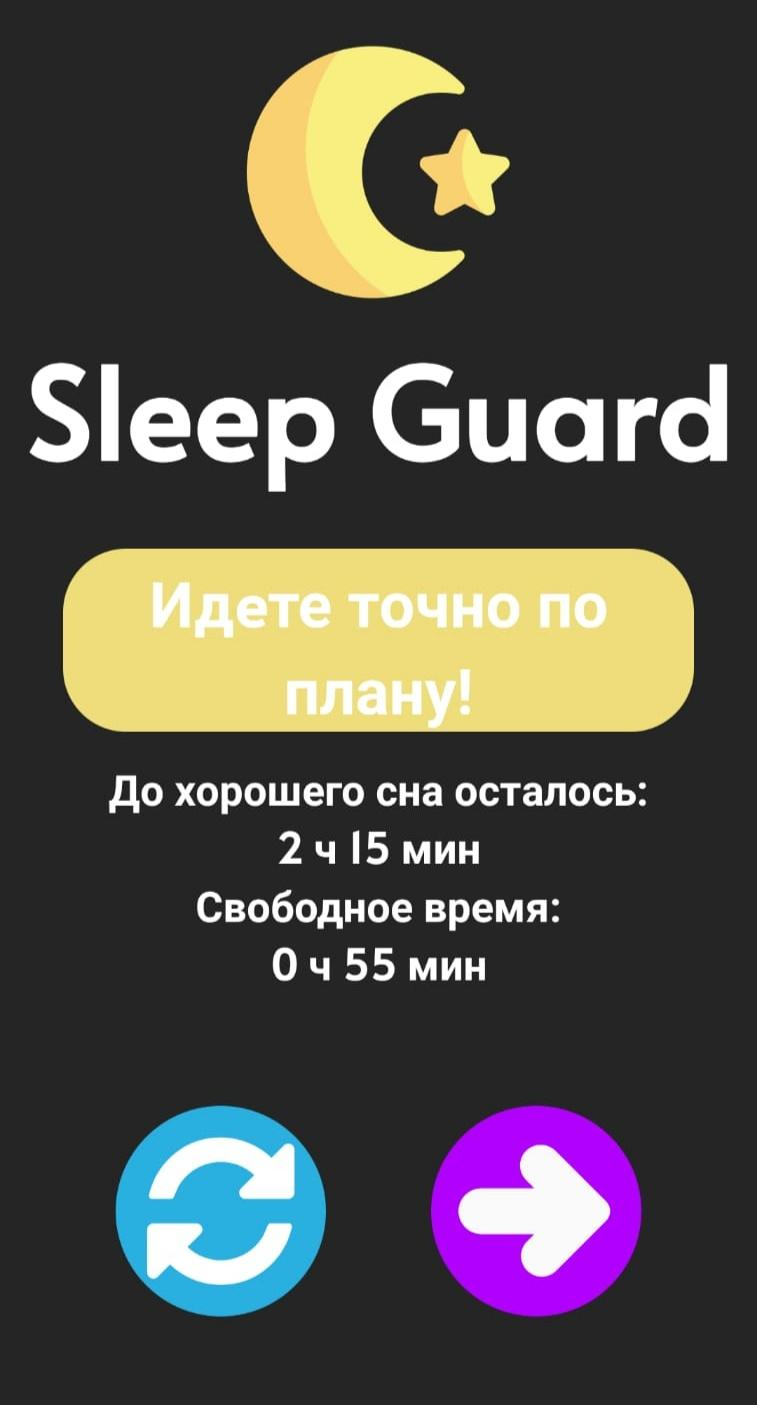 Sleep Guard
Идете точно по
плану!
До хорошего сна осталось:
2 ч 15 мин
Свободное время:
0 ч 55 мин